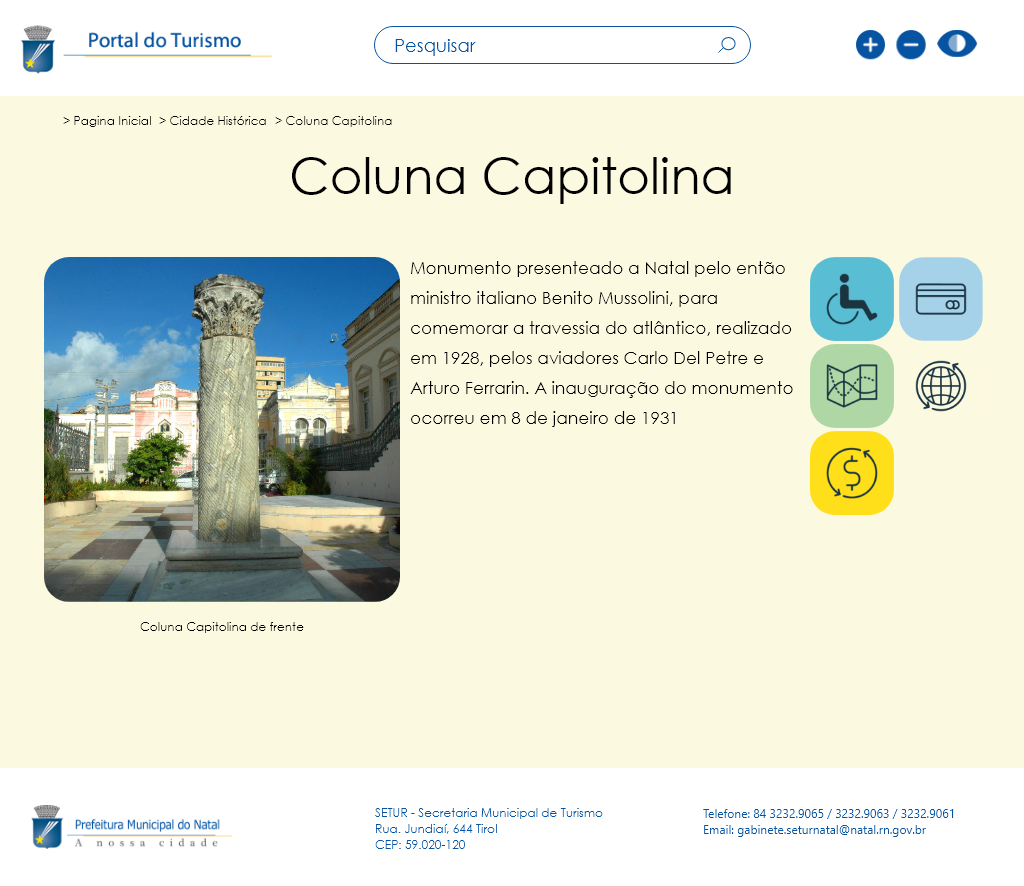 Portal do Turismo
Pesquisar
> Pagina Inicial > Cidade Histórica > Coluna Capitolina
Coluna Capitolina
Monumento presenteado a Natal pelo então
ministro italiano Benito Mussolini, para
comemorar a travessia do atlântico, realizado
em 1928, pelos aviadores Carlo Del Petre e
Arturo Ferrarin. A inauguração do monumento
ocorreu em 8 de janeiro de 1931
Coluna Capitolina de frente
Prefeitura Municipal do Natal
A nossa cidade
SETUR - Secretaria Municipal de Turismo
Rua. Jundiaí, 644 Tirol
CEP: 59.020-120
Telefone: 84 3232.9065 / 3232.9063 / 3232.9061
Email: gabinete.seturnatal@natal.rn.gov.br